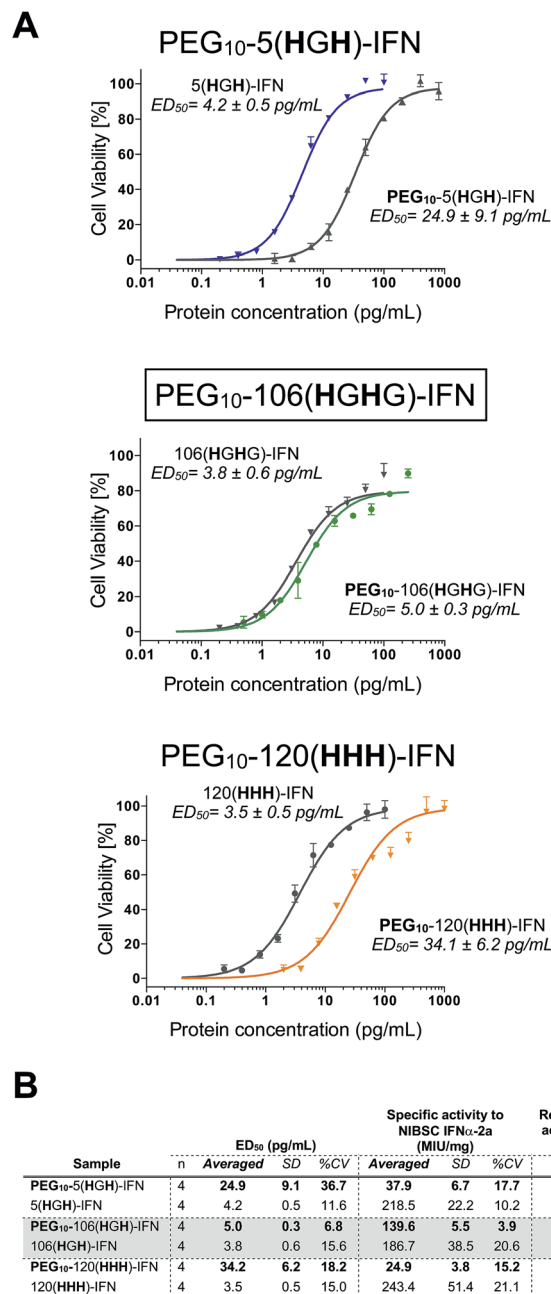 A
PEG10-5(HGH)-IFN
5(HGH)-IFN
ED50= 4.2 ± 0.5 pg/mL
PEG10-5(HGH)-IFN
ED50= 24.9 ± 9.1 pg/mL
Cell Viability [%]
100
80
60
40
20
0
0.01 0.1 1 10 100 1000
Protein concentration (pg/mL)
PEG10-106(HGHG)-IFN
106(HGHG)-IFN
ED50= 3.8 ± 0.6 pg/mL
PEG10-106(HGHG)-IFN
ED50= 5.0 ± 0.3 pg/mL
Cell Viability [%]
100
80
60
40
20
0
0.01 0.1 1 10 100 1000
Protein concentration (pg/mL)
PEG10-120(HHH)-IFN
120(HHH)-IFN
ED50= 3.5 ± 0.5 pg/mL
PEG10-120(HHH)-IFN
ED50= 34.1 ± 6.2 pg/mL
Cell Viability [%]
100
80
60
40
20
0
0.01 0.1 1 10 100 1000
Protein concentration (pg/mL)
B
Specific activity to
NIBSC IFNα-2a
(MIU/mg)
ED50 (pg/mL)
Sample n Averaged SD %CV Averaged SD %CV
PEG10-5(HGH)-IFN 4 24.9 9.1 36.7 37.9 6.7 17.7
5(HGH)-IFN 4 4.2 0.5 11.6 218.5 22.2 10.2
PEG10-106(HGH)-IFN 4 5.0 0.3 6.8 139.6 5.5 3.9
106(HGH)-IFN 4 3.8 0.6 15.6 186.7 38.5 20.6
PEG10-120(HHH)-IFN 4 34.2 6.2 18.2 24.9 3.8 15.2
120(HHH)-IFN 4 3.5 0.5 15.0 243.4 51.4 21.1